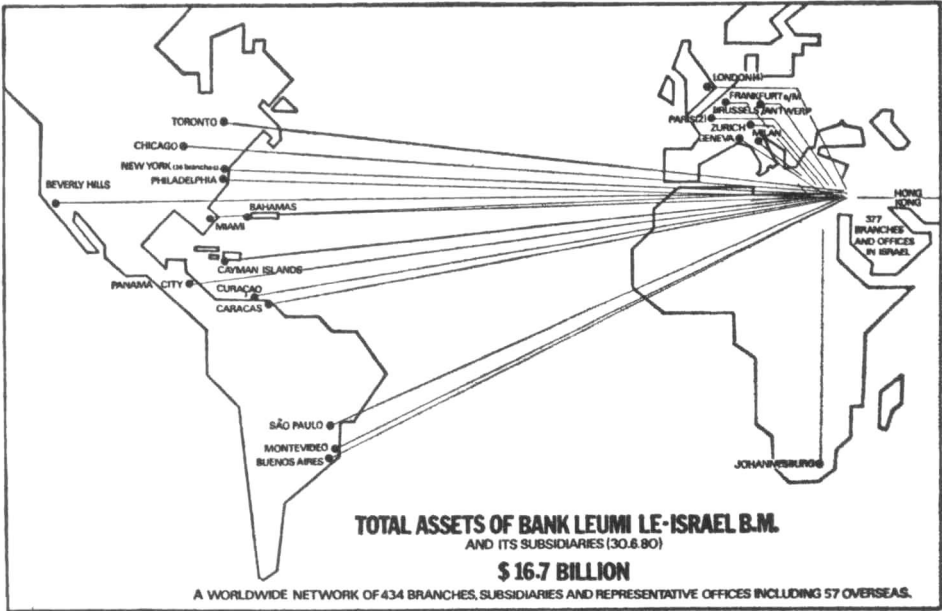 LONDON(4)
FRANKFURT a/M
BRUSSELS
ANTWERP
PARIS(2)
ZURICH
MILAN
GENEVA
TORONTO
CHICAGO
NEW YORK
PHILADELPHIA
BEVERLY HILLS
BAHAMAS
MIAMI
HONG
KONG
377
BRANCHES
AND OFFICES
IN ISRAEL
CAYMAN ISLANDS
PANAMA CITY
CURAÇAO
CARACAS
SÃO PAULO
MONTEVIDEO
BUENOS AIRES
JOHANNESBURG
TOTAL ASSETS OF BANK LEUMI LE-ISRAEL B.M.
AND ITS SUBSIDIARIES (30.6.80)
$ 16.7 BILLION
A WORLDWIDE NETWORK OF 434 BRANCHES, SUBSIDIARIES AND REPRESENTATIVE OFFICES INCLUDING 57 OVERSEAS.